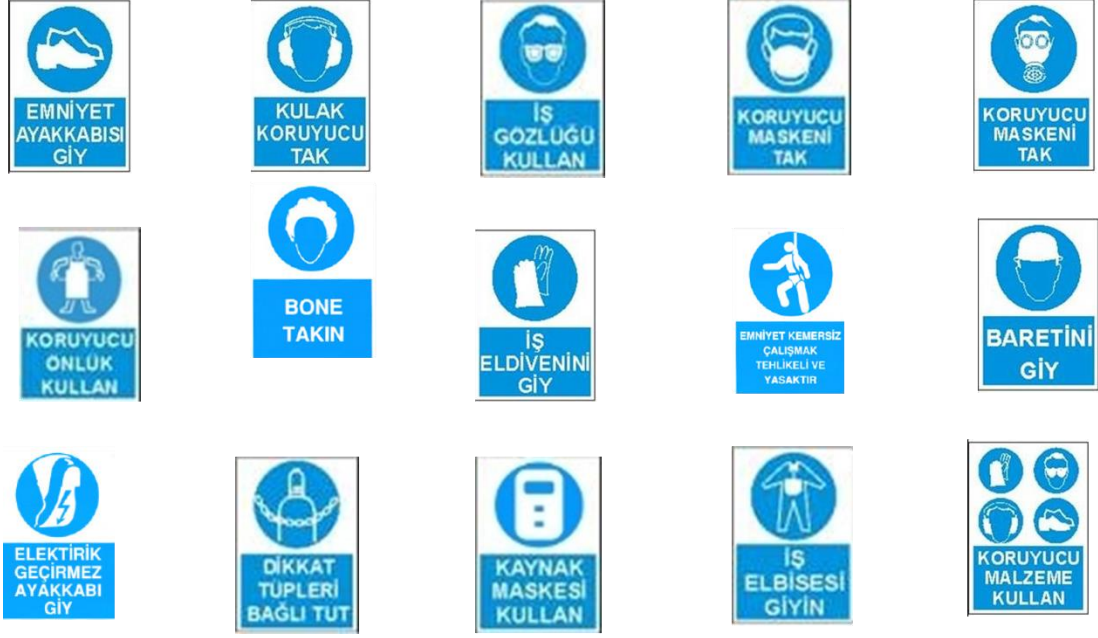 EMNİYET
AYAKKABISI
GİY
KULAK
KORUYUCU
TAK
İŞ
GÖZLÜĞÜ
KULLAN
KORUYUCU
MASKENİ
TAK
KORUYUCU
MASKENİ
TAK
KORUYUCU
ÖNLÜK
KULLAN
BONE
TAKIN
İŞ
ELDİVENİNİ
GİY
EMNİYET KEMERSİZ
ÇALIŞMAK
TEHLİKELİ VE
YASAKTIR
BARETİNİ
GİY
ELEKTİRİK
GEÇİRMEZ
AYAKKABI
GİY
DİKKAT
TÜPLERİ
BAĞLI TUT
KAYNAK
MASKESİ
KULLAN
İŞ
ELBİSESİ
GİYİN
KORUYUCU
MALZEME
KULLAN